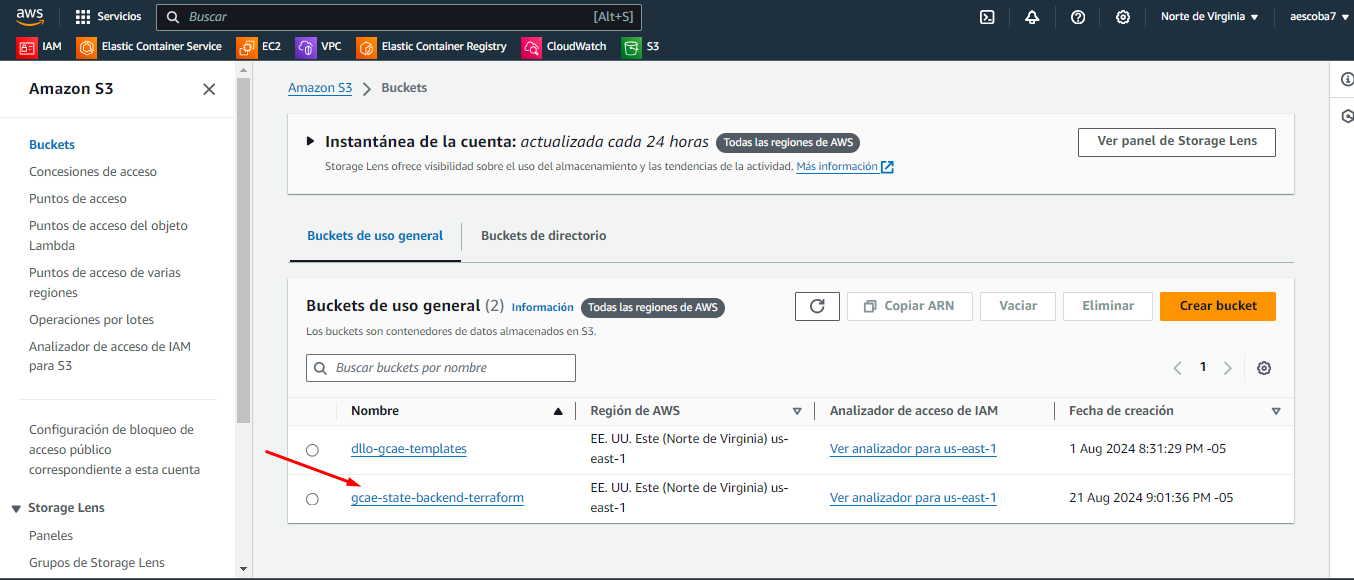 aws
Servicios
Buscar
[Alt+S]
Norte de Virginia
aescoba7
IAM
Elastic Container Service
EC2
VPC
Elastic Container Registry
CloudWatch
S3
Amazon S3
Buckets
Concesiones de acceso
Puntos de acceso
Puntos de acceso del objeto
Lambda
Puntos de acceso de varias
regiones
Operaciones por lotes
Analizador de acceso de IAM
para S3
Configuración de bloqueo de
acceso público
correspondiente a esta cuenta
Storage Lens
Paneles
Grupos de Storage Lens
Amazon S3
Buckets
Instantánea de la cuenta: actualizada cada 24 horas
Todas las regiones de AWS
Storage Lens ofrece visibilidad sobre el uso del almacenamiento y las tendencias de la actividad. Más información
Ver panel de Storage Lens
Buckets de uso general
Buckets de directorio
Buckets de uso general (2)
Información
Todas las regiones de AWS
Los buckets son contenedores de datos almacenados en S3.
Copiar ARN
Vaciar
Eliminar
Crear bucket
Buscar buckets por nombre
1
Nombre
Región de AWS
Analizador de acceso de IAM
Fecha de creación
dllo-gcae-templates
EE. UU. Este (Norte de Virginia) us-
east-1
Ver analizador para us-east-1
1 Aug 2024 8:31:29 PM -05
gcae-state-backend-terraform
EE. UU. Este (Norte de Virginia) us-
east-1
Ver analizador para us-east-1
21 Aug 2024 9:01:36 PM -05